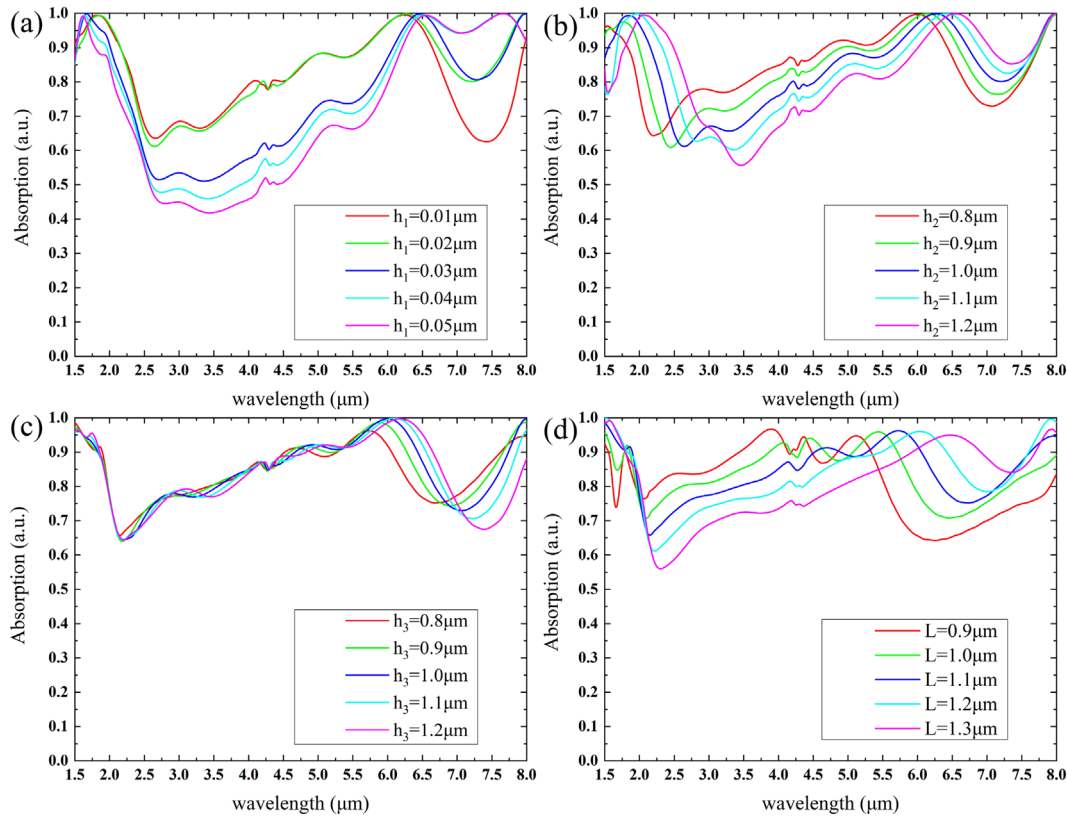 (a)
Absorption (a.u.)
1.0
0.9
0.8
0.7
0.6
0.5
0.4
0.3
0.2
0.1
0.0
h₁=0.01μm
h₁=0.02μm
h₁=0.03μm
h₁=0.04μm
h₁=0.05μm
1.5 2.0 2.5 3.0 3.5 4.0 4.5 5.0 5.5 6.0 6.5 7.0 7.5 8.0
wavelength (μm)
(b)
Absorption (a.u.)
1.0
0.9
0.8
0.7
0.6
0.5
0.4
0.3
0.2
0.1
0.0
h₂=0.8μm
h₂=0.9μm
h₂=1.0μm
h₂=1.1μm
h₂=1.2μm
1.5 2.0 2.5 3.0 3.5 4.0 4.5 5.0 5.5 6.0 6.5 7.0 7.5 8.0
wavelength (μm)
(c)
Absorption (a.u.)
1.0
0.9
0.8
0.7
0.6
0.5
0.4
0.3
0.2
0.1
0.0
h₃=0.8μm
h₃=0.9μm
h₃=1.0μm
h₃=1.1μm
h₃=1.2μm
1.5 2.0 2.5 3.0 3.5 4.0 4.5 5.0 5.5 6.0 6.5 7.0 7.5 8.0
wavelength (μm)
(d)
Absorption (a.u.)
1.0
0.9
0.8
0.7
0.6
0.5
0.4
0.3
0.2
0.1
0.0
L=0.9μm
L=1.0μm
L=1.1μm
L=1.2μm
L=1.3μm
1.5 2.0 2.5 3.0 3.5 4.0 4.5 5.0 5.5 6.0 6.5 7.0 7.5 8.0
wavelength (μm)